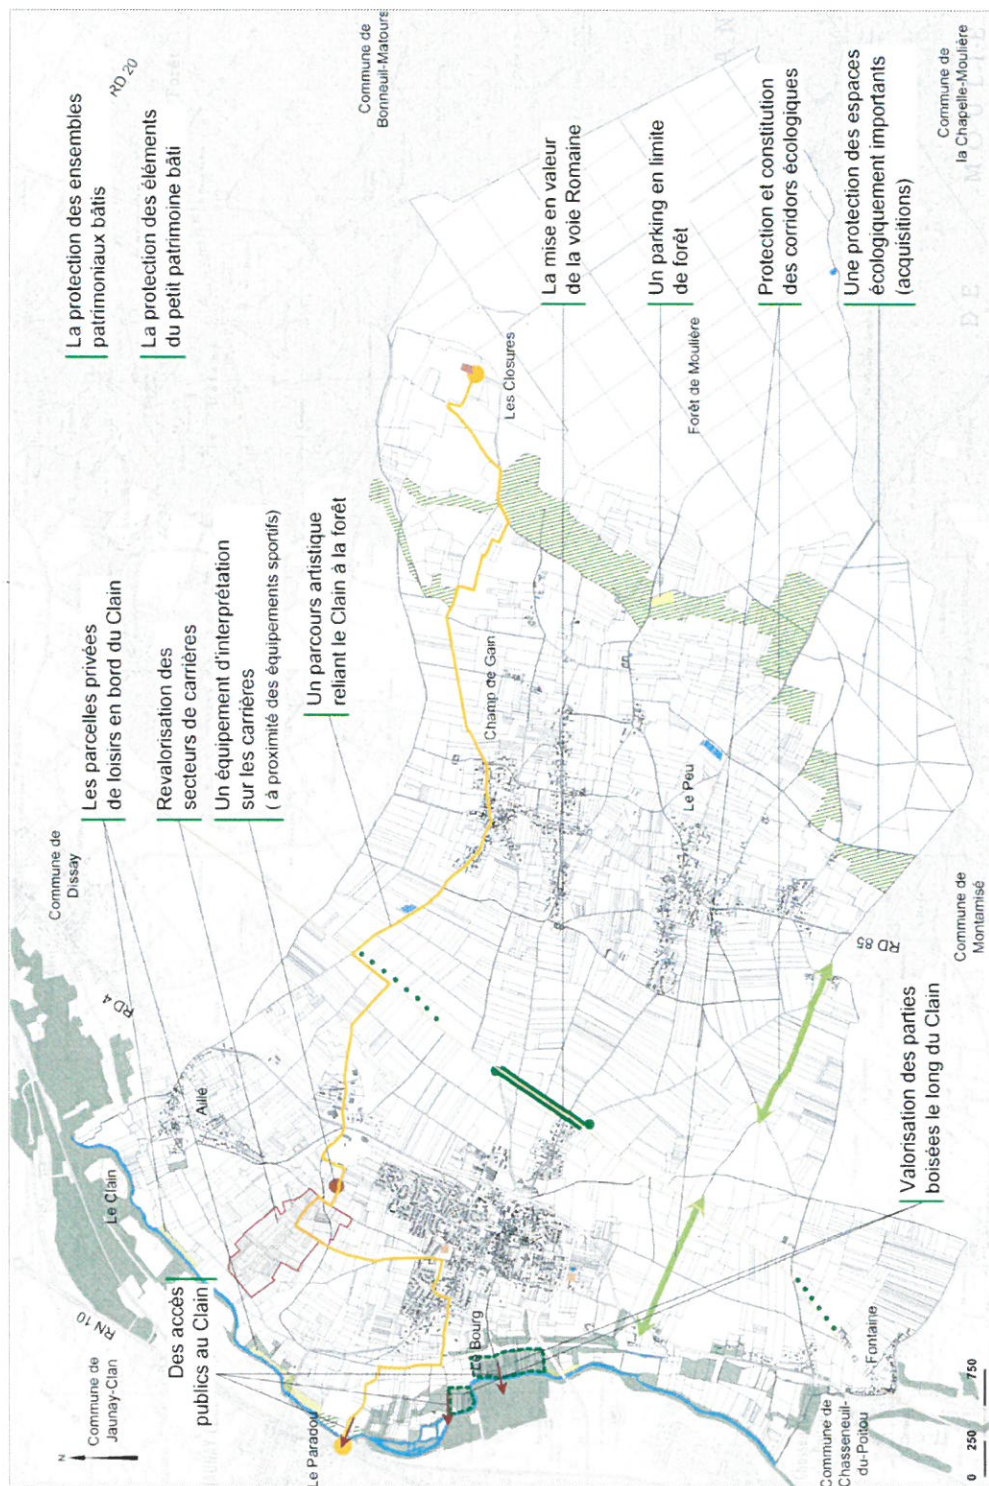 La protection des ensembles
patrimoniaux bâtis
RD 20
La protection des éléments
du petit patrimoine bâti
Commune de
Bonneuil-Matours
Les parcelles privées
de loisirs en bord du Clain
Revalorisation des
secteurs de carrières
Un équipement d'interprétation
sur les carrières
( à proximité des équipements sportifs)
Un parcours artistique
reliant le Clain à la forêt
Commune de
Dissay
RD 4
Aillé
Le Clain
RN 10
N
Commune de
Jaunay-Clan
Des accès
publics au Clain
Le Paradou
Le Bourg
Champ de Gain
Les Closures
La mise en valeur
de la voie Romaine
Un parking en limite
de forêt
Forêt de Moulière
Protection et constitution
des corridors écologiques
Une protection des espaces
écologiquement importants
(acquisitions)
Commune de
la Chapelle-Moulière
Le Peu
RD 85
Commune de
Montamisé
Valorisation des parties
boisées le long du Clain
Fontaine
Commune de
Chasseneuil-
du-Poitou
0 250 750
DE MOULIE